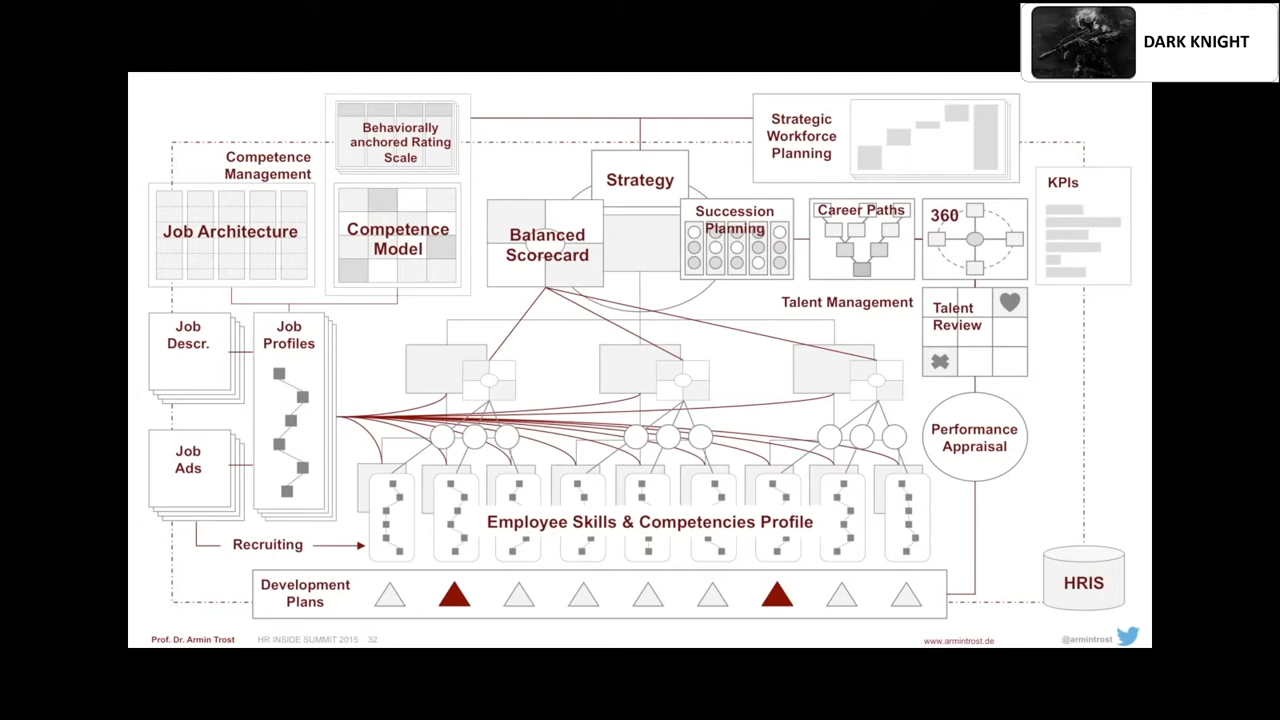 DARK KNIGHT
Behaviorally
anchored Rating
Scale
Strategic
Workforce
Planning
Competence
Management
Strategy
KPIs
Job Architecture
Competence
Model
Balanced
Scorecard
Succession
Planning
Career Paths
360
Talent Management
Talent
Review
Job
Descr.
Job
Profiles
Job
Ads
Performance
Appraisal
Employee Skills & Competencies Profile
Recruiting
Development
Plans
HRIS
Prof. Dr. Armin Trost
HR INSIDE SUMMIT 2015 32
www.armintrost.de
@armintrost